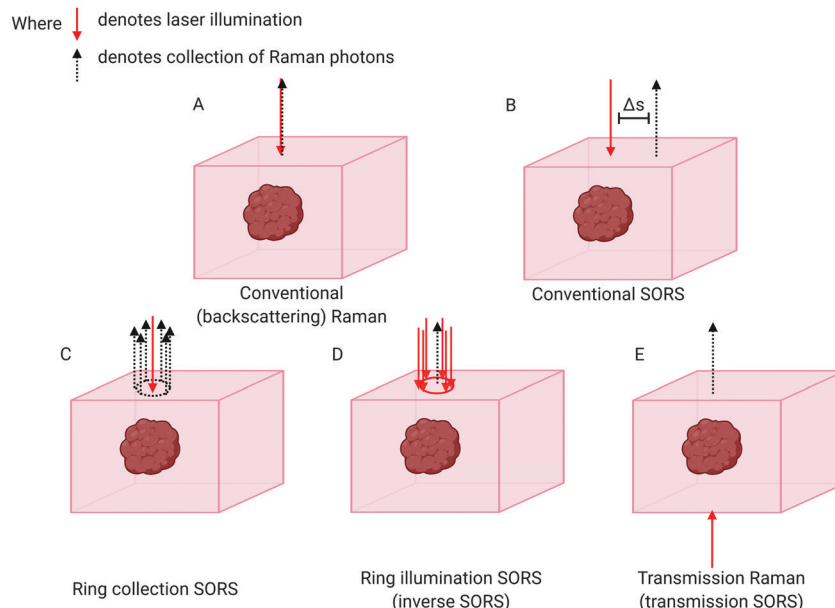 Where
denotes laser illumination
denotes collection of Raman photons
A
B
Δs
Conventional
(backscattering) Raman
Conventional SORS
C
D
E
Ring collection SORS
Ring illumination SORS
(inverse SORS)
Transmission Raman
(transmission SORS)